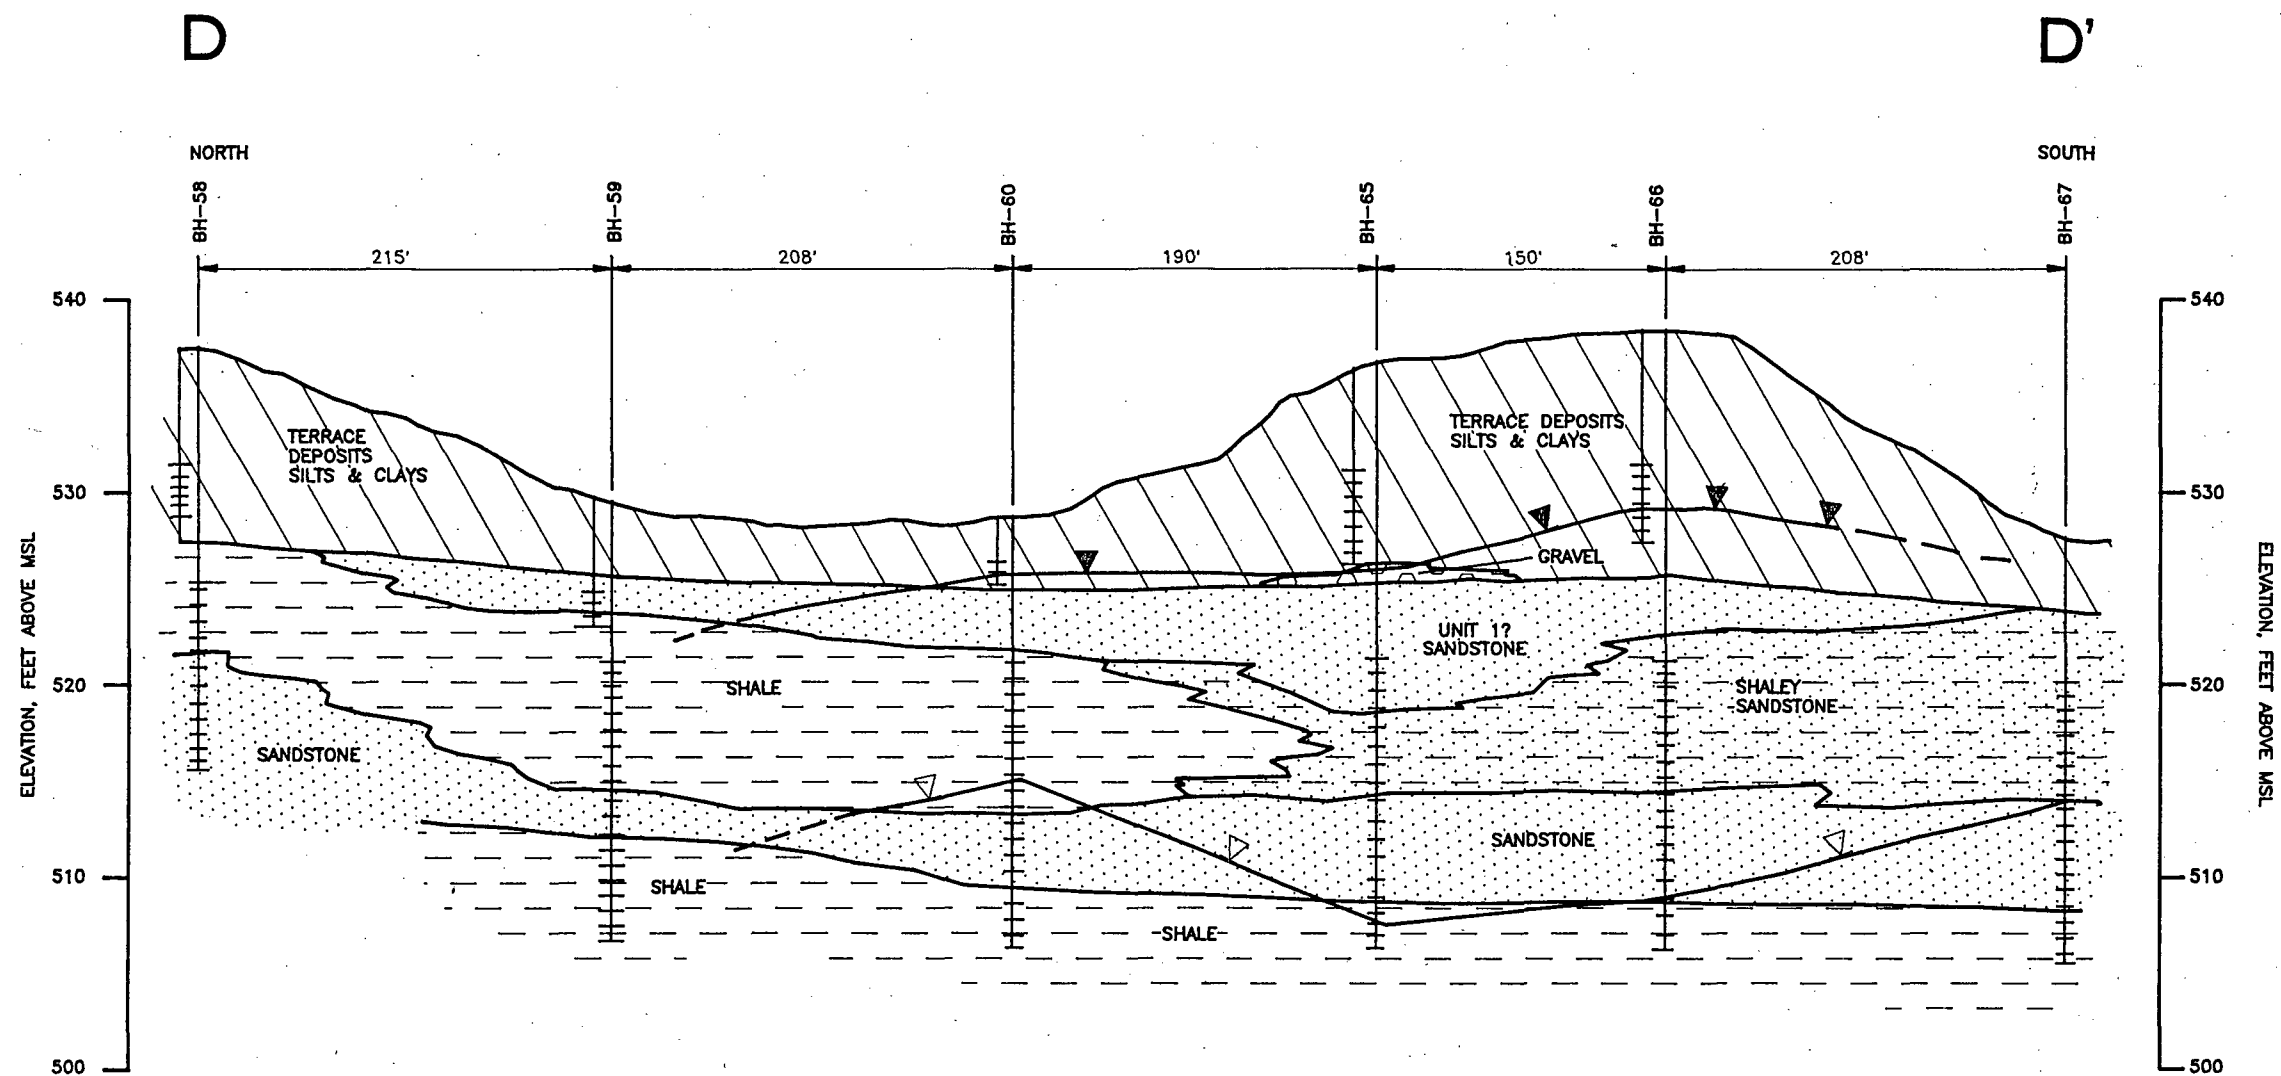 D
D'
NORTH
SOUTH
BH-58
BH-59
BH-60
BH-65
BH-66
BH-67
215'
208'
190'
150'
208'
540
540
530
530
520
520
510
510
500
500
ELEVATION, FEET ABOVE MSL
ELEVATION, FEET ABOVE MSL
TERRACE
DEPOSITS
SILTS & CLAYS
TERRACE DEPOSITS
SILTS & CLAYS
GRAVEL
UNIT 1?
SANDSTONE
SHALE
SHALEY
SANDSTONE
SANDSTONE
SANDSTONE
SHALE
SHALE